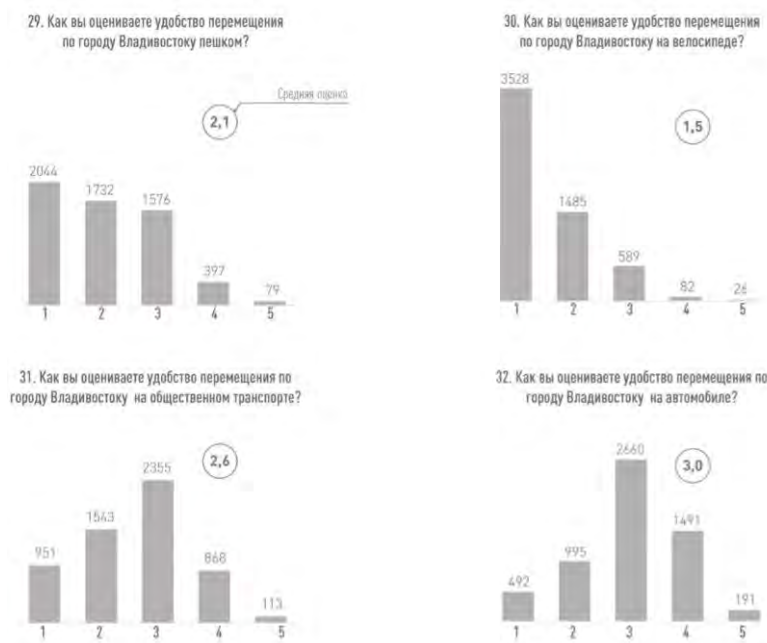 29. Как вы оцениваете удобство перемещения
по городу Владивостоку пешком?
Средняя оценка
2,1
2044
1732
1576
397
79
1 2 3 4 5
30. Как вы оцениваете удобство перемещения
по городу Владивостоку на велосипеде?
3528
1,5
1485
589
82
26
1 2 3 4 5
31. Как вы оцениваете удобство перемещения по
городу Владивостоку на общественном транспорте?
2,6
2355
1543
951
868
113
1 2 3 4 5
32. Как вы оцениваете удобство перемещения по
городу Владивостоку на автомобиле?
2660
3,0
1491
995
492
191
1 2 3 4 5